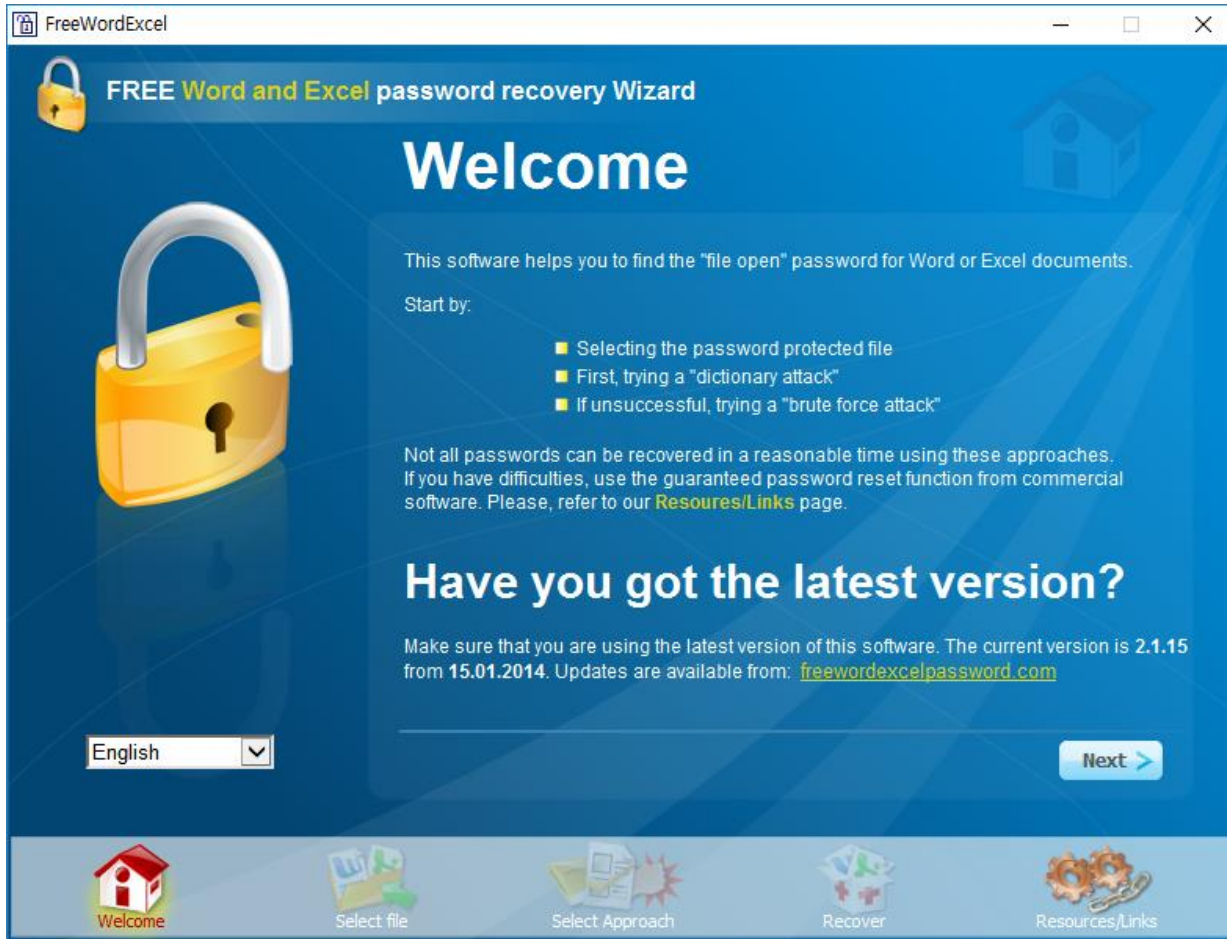 FreeWordExcel
FREE Word and Excel password recovery Wizard
Welcome
This software helps you to find the "file open" password for Word or Excel documents.
Start by:
Selecting the password protected file
First, trying a "dictionary attack"
If unsuccessful, trying a "brute force attack"
Not all passwords can be recovered in a reasonable time using these approaches.
If you have difficulties, use the guaranteed password reset function from commercial
software. Please, refer to our Resoures/Links page.
Have you got the latest version?
Make sure that you are using the latest version of this software. The current version is 2.1.15
from 15.01.2014. Updates are available from: freewordexcelpassword.com
English
Next >
Welcome
Select file
Select Approach
Recover
Resources/Links